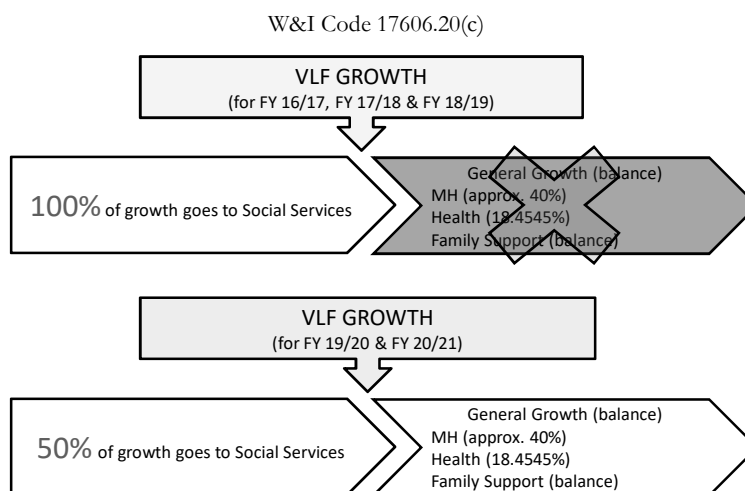 W&I Code 17606.20(c)
VLF GROWTH
(for FY 16/17, FY 17/18 & FY 18/19)
100% of growth goes to Social Services
General Growth (balance)
MH (approx. 40%)
Health (18.4545%)
Family Support (balance)
VLF GROWTH
(for FY 19/20 & FY 20/21)
50% of growth goes to Social Services
General Growth (balance)
MH (approx. 40%)
Health (18.4545%)
Family Support (balance)